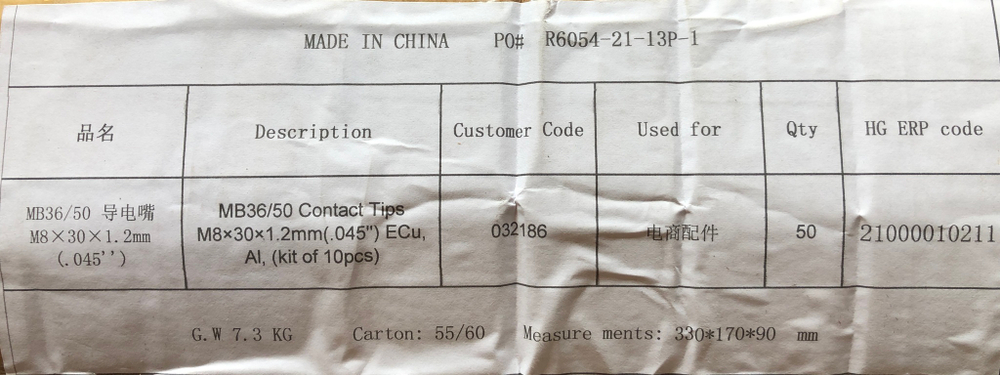 MADE IN CHINA PO# R6054-21-13P-1
品名 Description Customer Code Used for Qty HG ERP code
MB36/50 导电嘴
M8×30×1.2mm
(.045'')
MB36/50 Contact Tips
M8×30×1.2mm(.045") ECu,
Al, (kit of 10pcs)
032186
电商配件
50
21000010211
G.W 7.3 KG Carton: 55/60 Measure ments: 330*170*90 mm